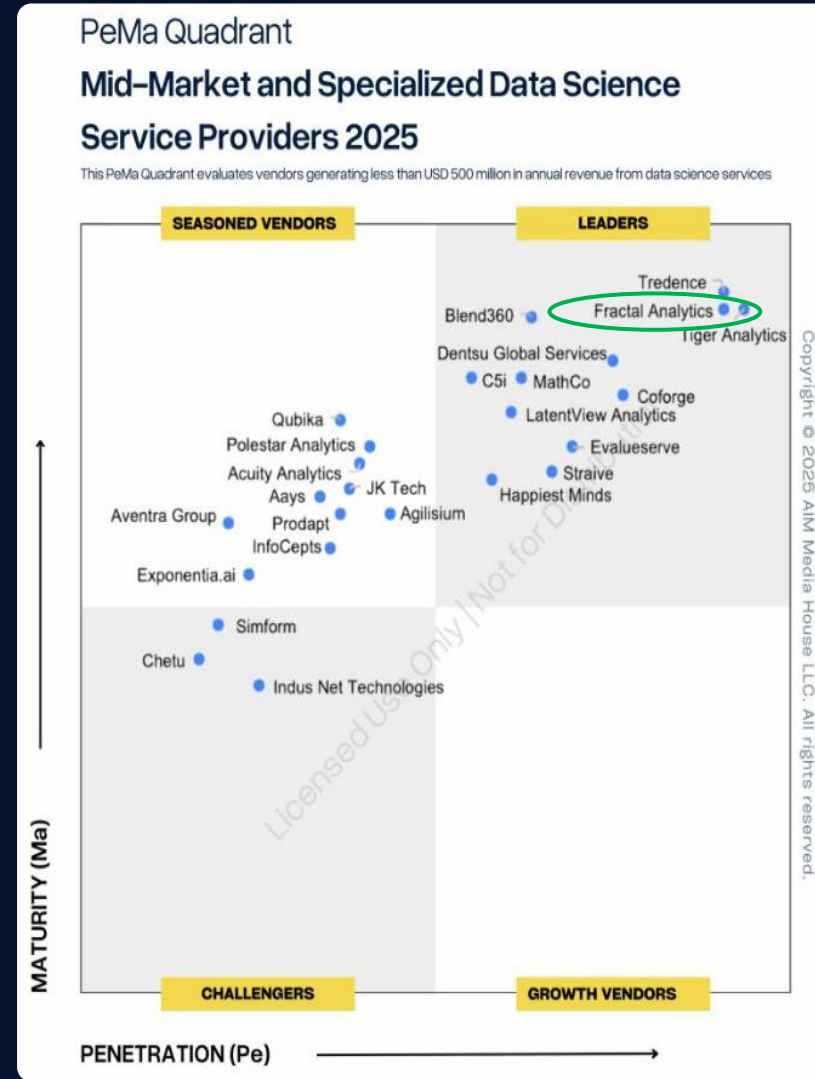 PeMa Quadrant
Mid-Market and Specialized Data Science
Service Providers 2025
This PeMa Quadrant evaluates vendors generating less than USD 500 million in annual revenue from data science services
SEASONED VENDORS
LEADERS
Tredence
Fractal Analytics
Blend360
Tiger Analytics
Dentsu Global Services
C5i
MathCo
Coforge
LatentView Analytics
Evalueserve
Straive
Happiest Minds
Qubika
Polestar Analytics
Acuity Analytics
JK Tech
Aays
Agilisium
Aventra Group
Prodapt
InfoCepts
Exponentia.ai
Simform
Chetu
Indus Net Technologies
Licensed Use Only | Not for Distribution
CHALLENGERS
GROWTH VENDORS
MATURITY (Ma)
PENETRATION (Pe)
Copyright © 2025 AIM Media House LLC. All rights reserved.